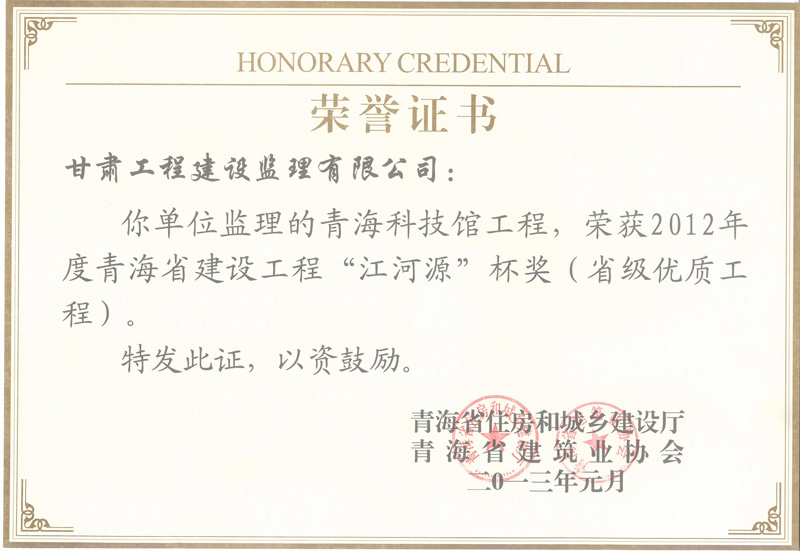 HONORARY CREDENTIAL
荣誉证书
甘肃工程建设监理有限公司：
你单位监理的青海科技馆工程，荣获2012年
度青海省建设工程“江河源”杯奖（省级优质工
程）。
特发此证，以资鼓励。
青海省住房和城乡建设厅
青海省建筑业协会
二0一三年元月